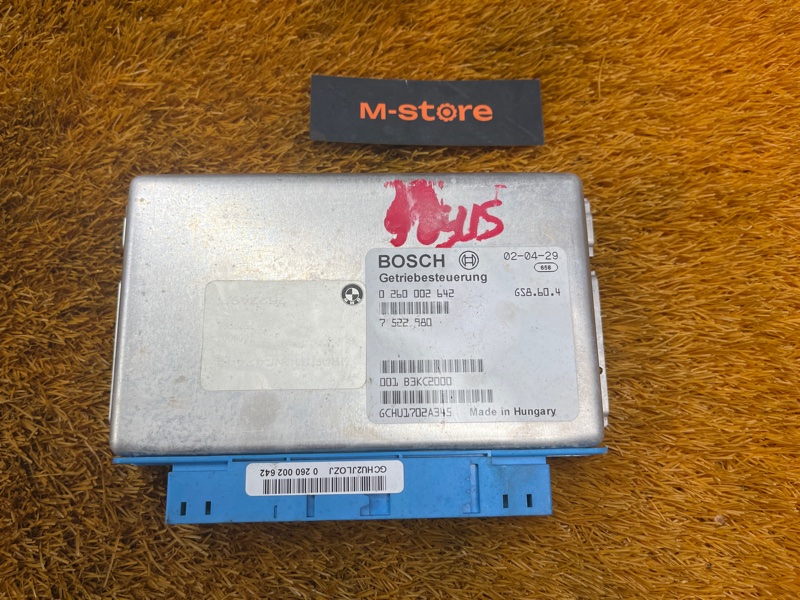 M-store
BOSCH 02-04-29
658
Getriebesteuerung
0 260 002 642 GS8.60.4
7 522 980
001 B3KC2000
GCHU1702A345 Made in Hungary
GCHU2JLOZJ 0 260 002 642